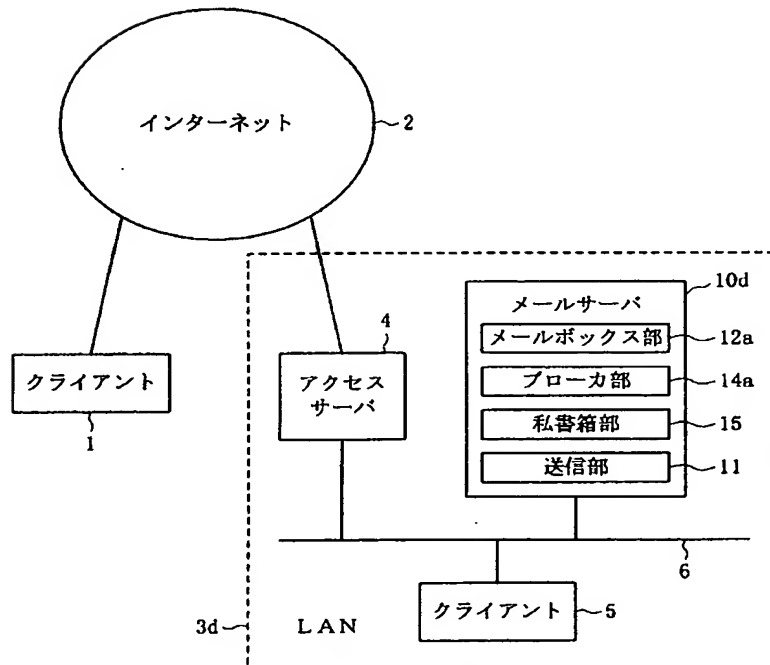 インターネット
2
10d
メールサーバ
メールボックス部
12a
4
ブローカ部
14a
クライアント
アクセス
サーバ
私書箱部
15
1
送信部
11
6
クライアント
5
3d
LAN